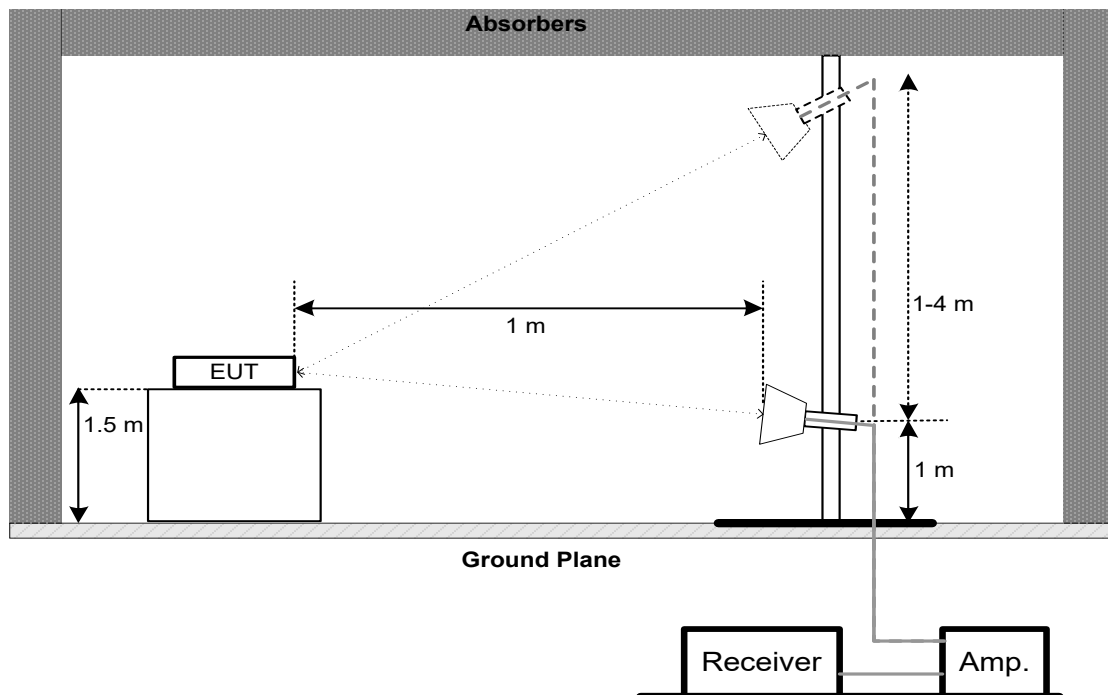 Absorbers
1-4 m
1 m
EUT
1.5 m
1 m
Ground Plane
Receiver
Amp.